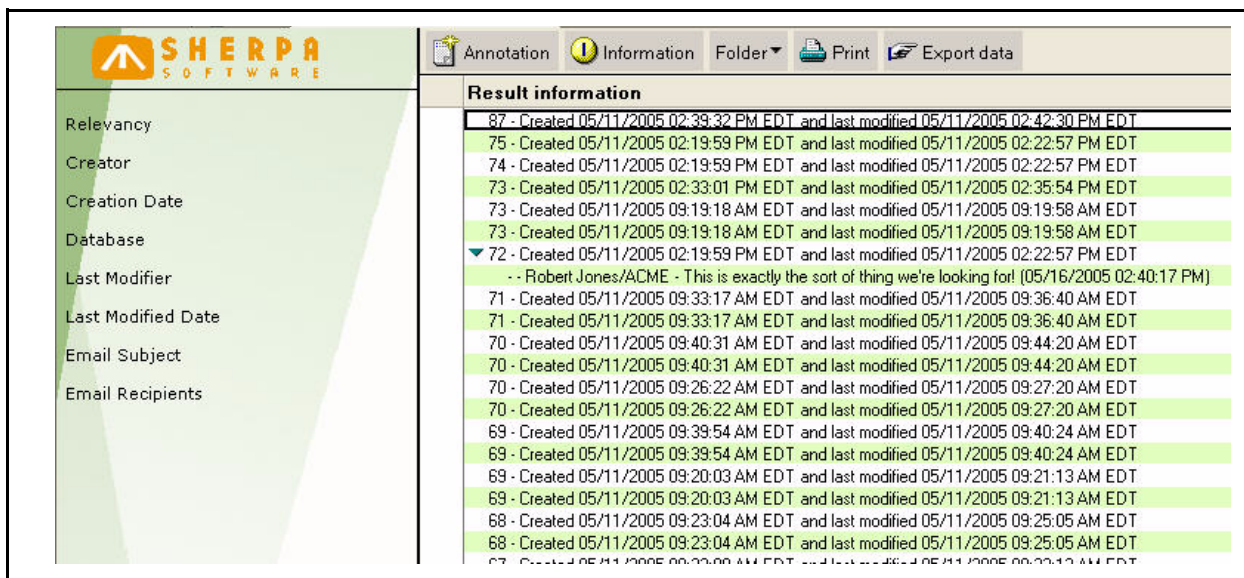 SHERPA
SOFTWARE
Relevancy
Creator
Creation Date
Database
Last Modifier
Last Modified Date
Email Subject
Email Recipients
Annotation Information Folder Print Export data
Result information
87 - Created 05/11/2005 02:39:32 PM EDT and last modified 05/11/2005 02:42:30 PM EDT
75 - Created 05/11/2005 02:19:59 PM EDT and last modified 05/11/2005 02:22:57 PM EDT
74 - Created 05/11/2005 02:19:59 PM EDT and last modified 05/11/2005 02:22:57 PM EDT
73 - Created 05/11/2005 02:33:01 PM EDT and last modified 05/11/2005 02:35:54 PM EDT
73 - Created 05/11/2005 09:19:18 AM EDT and last modified 05/11/2005 09:19:58 AM EDT
73 - Created 05/11/2005 09:19:18 AM EDT and last modified 05/11/2005 09:19:58 AM EDT
72 - Created 05/11/2005 02:19:59 PM EDT and last modified 05/11/2005 02:22:57 PM EDT
- - Robert Jones/ACME - This is exactly the sort of thing we're looking for! (05/16/2005 02:40:17 PM)
71 - Created 05/11/2005 09:33:17 AM EDT and last modified 05/11/2005 09:36:40 AM EDT
71 - Created 05/11/2005 09:33:17 AM EDT and last modified 05/11/2005 09:36:40 AM EDT
70 - Created 05/11/2005 09:40:31 AM EDT and last modified 05/11/2005 09:44:20 AM EDT
70 - Created 05/11/2005 09:40:31 AM EDT and last modified 05/11/2005 09:44:20 AM EDT
70 - Created 05/11/2005 09:26:22 AM EDT and last modified 05/11/2005 09:27:20 AM EDT
70 - Created 05/11/2005 09:26:22 AM EDT and last modified 05/11/2005 09:27:20 AM EDT
69 - Created 05/11/2005 09:39:54 AM EDT and last modified 05/11/2005 09:40:24 AM EDT
69 - Created 05/11/2005 09:39:54 AM EDT and last modified 05/11/2005 09:40:24 AM EDT
69 - Created 05/11/2005 09:20:03 AM EDT and last modified 05/11/2005 09:21:13 AM EDT
69 - Created 05/11/2005 09:20:03 AM EDT and last modified 05/11/2005 09:21:13 AM EDT
68 - Created 05/11/2005 09:23:04 AM EDT and last modified 05/11/2005 09:25:05 AM EDT
68 - Created 05/11/2005 09:23:04 AM EDT and last modified 05/11/2005 09:25:05 AM EDT